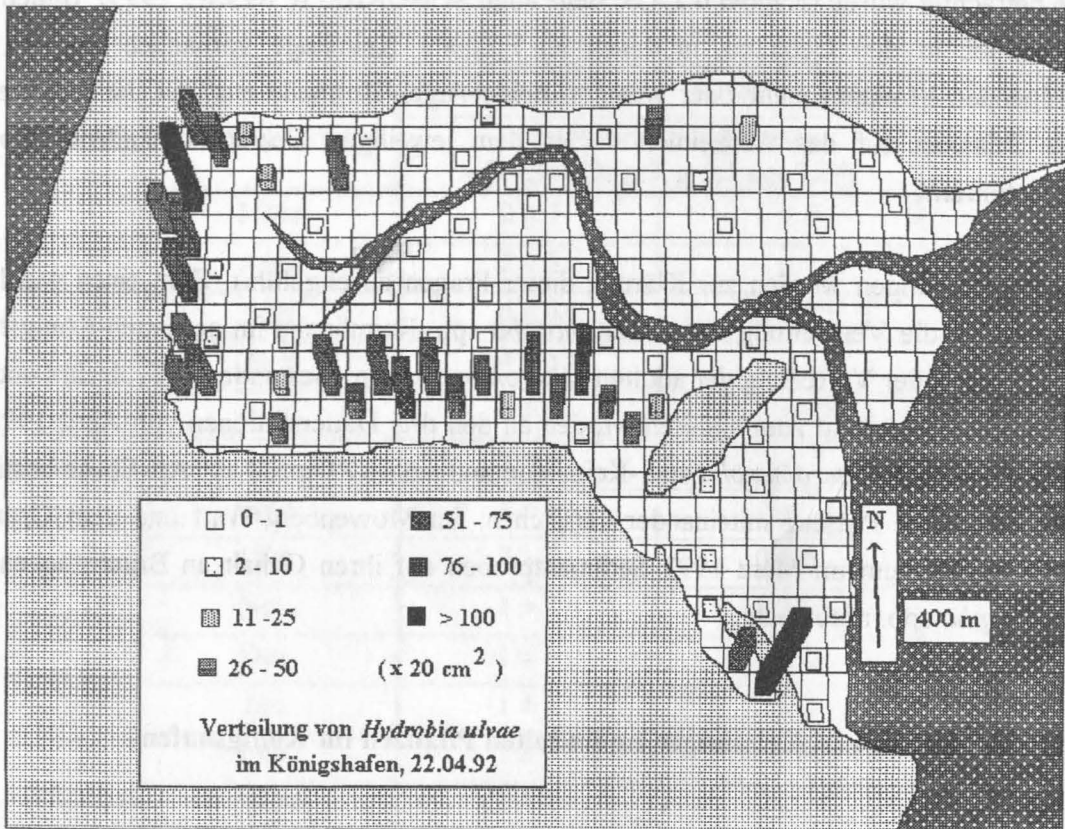 0 - 1
2 - 10
11 -25
26 - 50
51 - 75
76 - 100
> 100
( x 20 cm² )
Verteilung von Hydrobia ulvae
im Königshafen, 22.04.92
N
400 m